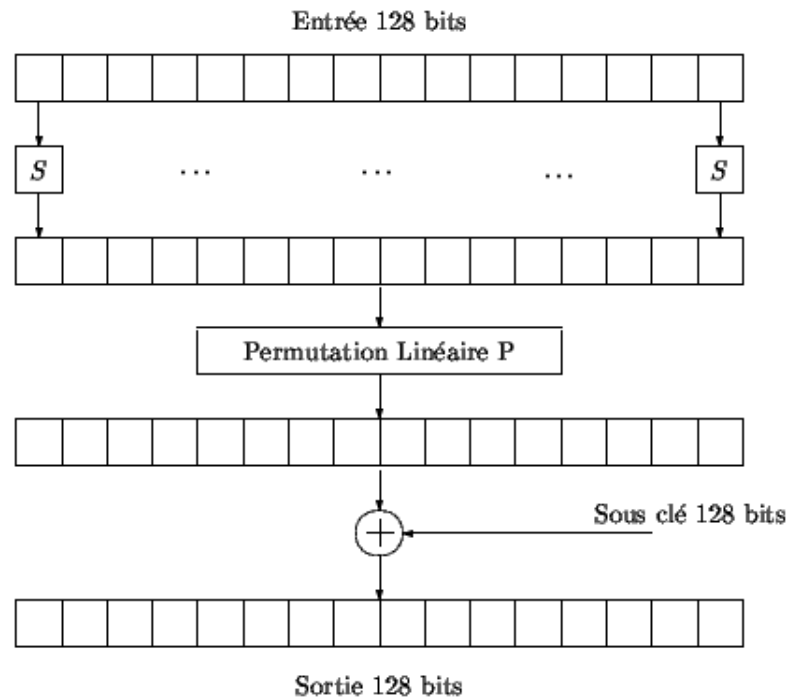 Entrée 128 bits
S ... ... ... S
Permutation Linéaire P
Sous clé 128 bits
Sortie 128 bits